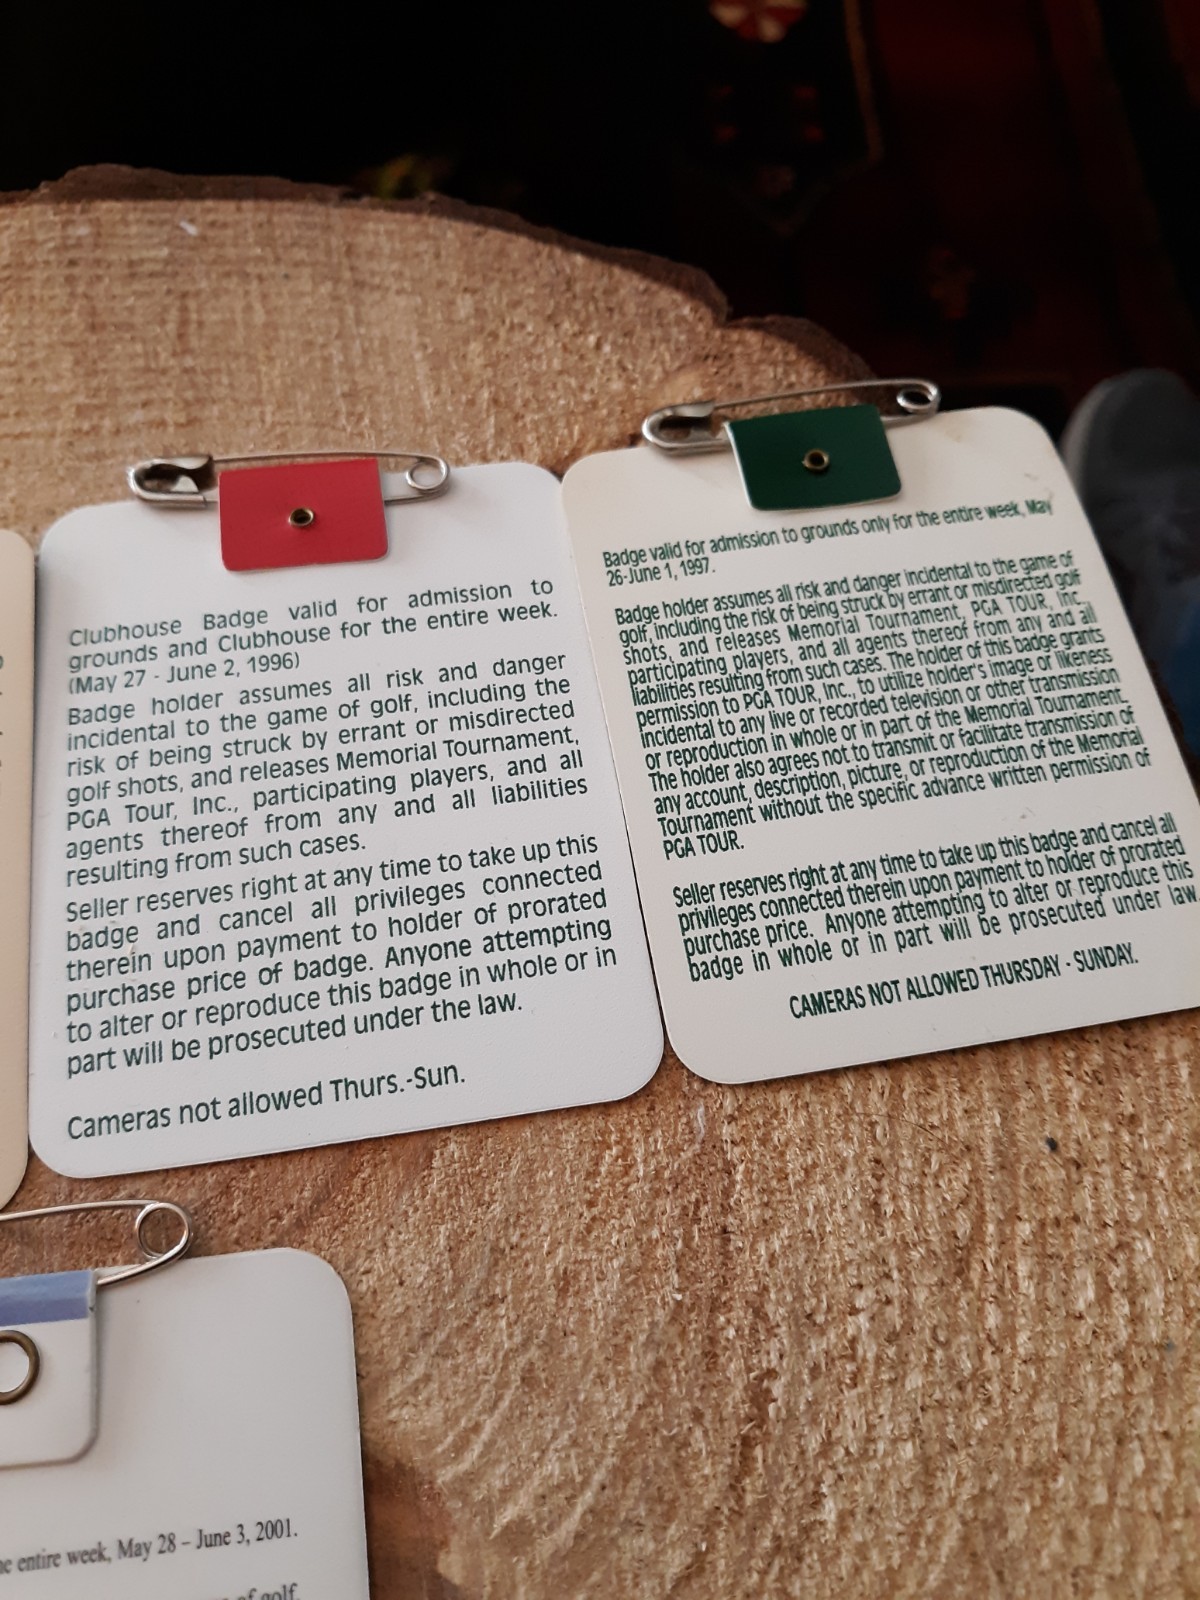 Clubhouse Badge valid for admission to
grounds and Clubhouse for the entire week.
(May 27 - June 2, 1996)
Badge holder assumes all risk and danger
incidental to the game of golf, including the
risk of being struck by errant or misdirected
golf shots, and releases Memorial Tournament,
PGA Tour, Inc., participating players, and all
agents thereof from any and all liabilities
resulting from such cases.
Seller reserves right at any time to take up this
badge and cancel all privileges connected
therein upon payment to holder of prorated
purchase price of badge. Anyone attempting
to alter or reproduce this badge in whole or in
part will be prosecuted under the law.
Cameras not allowed Thurs.-Sun.
Badge valid for admission to grounds only for the entire week, May
26-June 1, 1997.
Badge holder assumes all risk and danger incidental to the game of
golf, including the risk of being struck by errant or misdirected golf
shots, and releases Memorial Tournament, PGA TOUR, Inc.,
participating players, and all agents thereof from any and all
liabilities resulting from such cases. The holder of this badge grants
permission to PGA TOUR, Inc., to utilize holder's image or likeness
incidental to any live or recorded television or other transmission
or reproduction in whole or in part of the Memorial Tournament.
The holder also agrees not to transmit or facilitate transmission of
any account, description, picture, or reproduction of the Memorial
Tournament without the specific advance written permission of
PGA TOUR.
Seller reserves right at any time to take up this badge and cancel all
privileges connected therein upon payment to holder of prorated
purchase price. Anyone attempting to alter or reproduce this
badge in whole or in part will be prosecuted under law.
CAMERAS NOT ALLOWED THURSDAY - SUNDAY.
entire week, May 28 – June 3, 2001.
of golf,